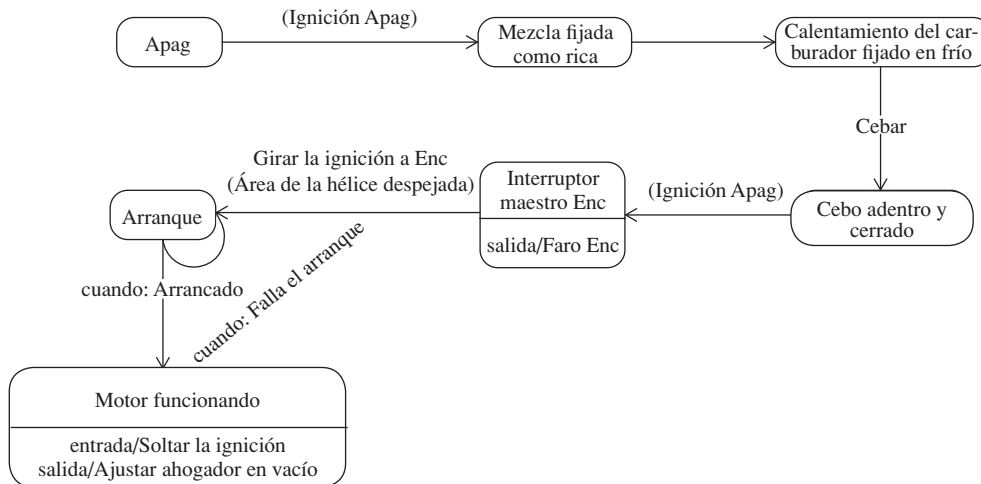 (Ignición Apag)
Apag
Mezcla fijada
como rica
Calentamiento del car-
burador fijado en frío
Cebar
Girar la ignición a Enc
(Área de la hélice despejada)
Interruptor
maestro Enc
salida/Faro Enc
(Ignición Apag)
Cebo adentro y
cerrado
Arranque
cuando: Arrancado
cuando: Falla el arranque
Motor funcionando
entrada/Soltar la ignición
salida/Ajustar ahogador en vacío